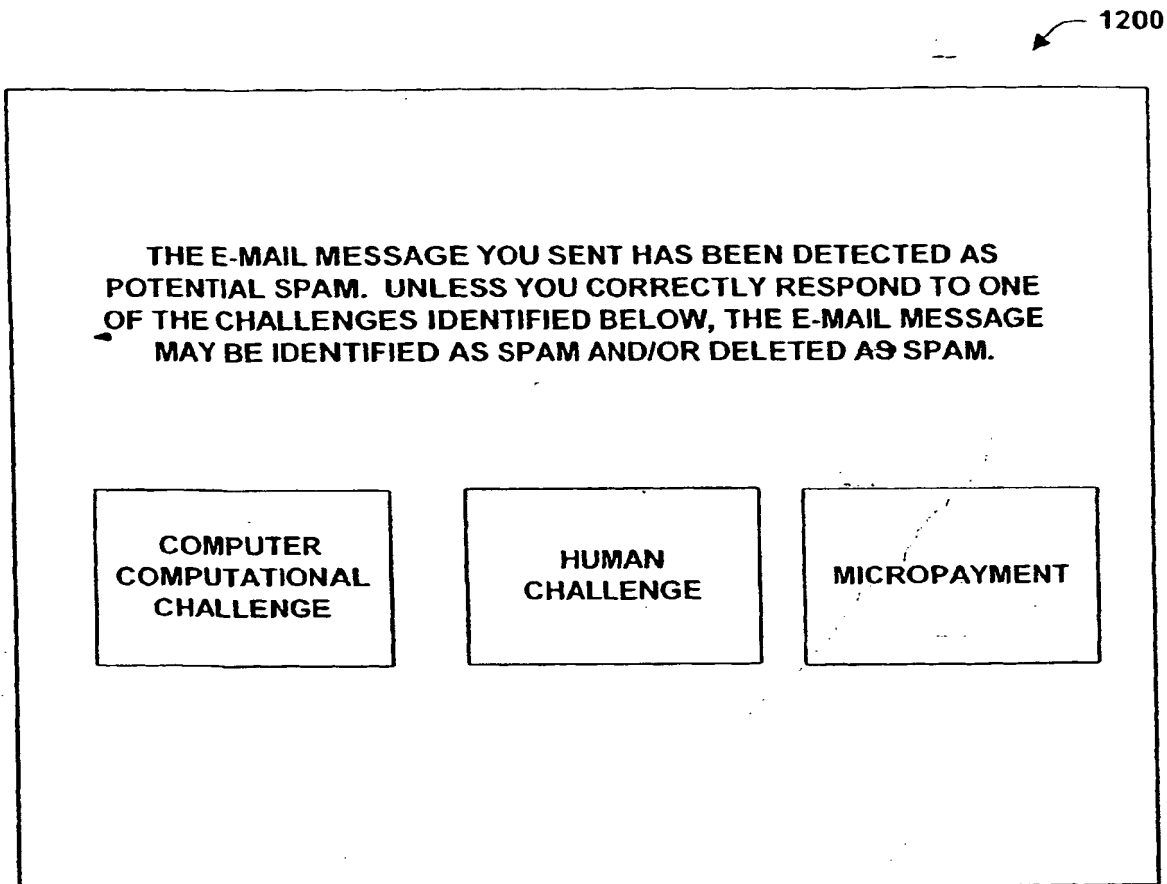 1200
THE E-MAIL MESSAGE YOU SENT HAS BEEN DETECTED AS
POTENTIAL SPAM. UNLESS YOU CORRECTLY RESPOND TO ONE
OF THE CHALLENGES IDENTIFIED BELOW, THE E-MAIL MESSAGE
MAY BE IDENTIFIED AS SPAM AND/OR DELETED AS SPAM.
COMPUTER
COMPUTATIONAL
CHALLENGE
HUMAN
CHALLENGE
MICROPAYMENT